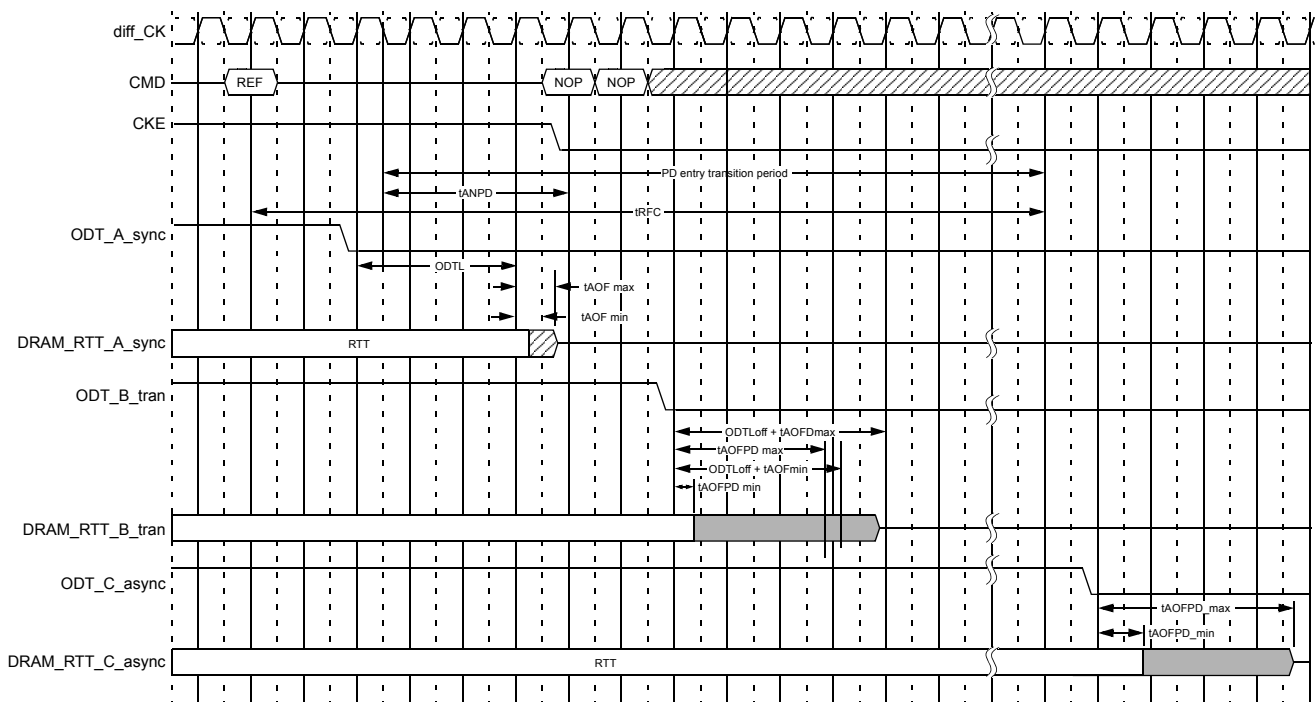 diff_CK
CMD REF NOP NOP
CKE
PD entry transition period
tANPD
tRFC
ODT_A_sync
ODTL
tAOF max
tAOF min
DRAM_RTT_A_sync RTT
ODT_B_tran
ODTLoff + tAOFDmax
tAOFPD max
ODTLoff + tAOFmin
tAOFPD min
DRAM_RTT_B_tran
ODT_C_async
tAOFPD_max
tAOFPD_min
DRAM_RTT_C_async RTT